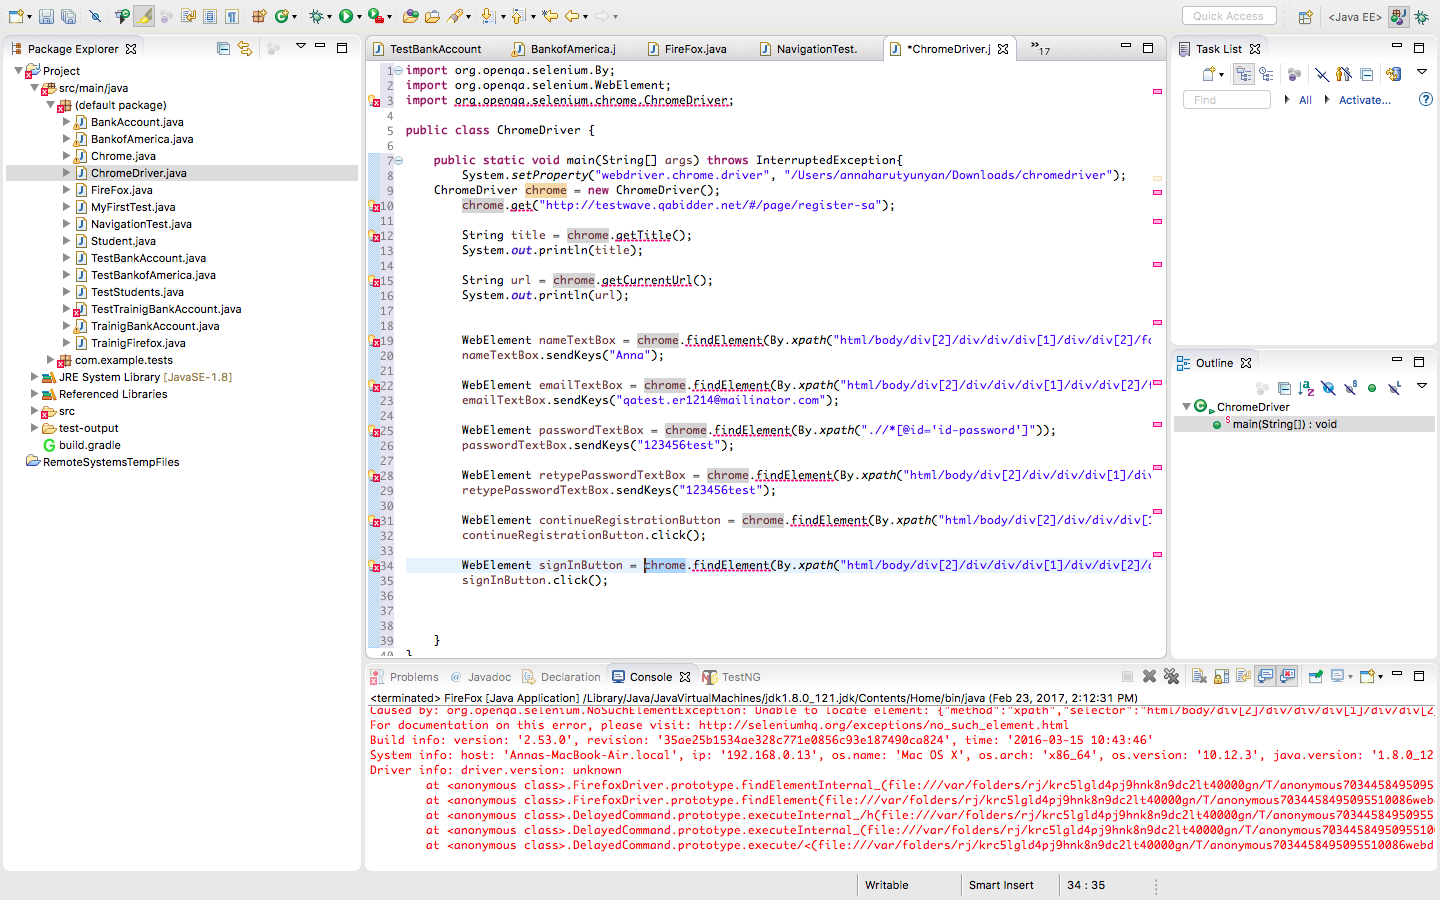 Quick Access
<Java EE>
Package Explorer
Project
src/main/java
(default package)
BankAccount.java
BankofAmerica.java
Chrome.java
ChromeDriver.java
FireFox.java
MyFirstTest.java
NavigationTest.java
Student.java
TestBankAccount.java
TestBankofAmerica.java
TestStudents.java
TestTrainigBankAccount.java
TrainigBankAccount.java
TrainigFirefox.java
com.example.tests
JRE System Library [JavaSE-1.8]
Referenced Libraries
src
test-output
build.gradle
RemoteSystemsTempFiles
TestBankAccount
BankofAmerica.j
FireFox.java
NavigationTest.
*ChromeDriver.j
»17
1 import org.openqa.selenium.By;
2 import org.openqa.selenium.WebElement;
3 import org.openqa.selenium.chrome.ChromeDriver;
4
5 public class ChromeDriver {
6
7 public static void main(String[] args) throws InterruptedException{
8 System.setProperty("webdriver.chrome.driver", "/Users/annaharutyunyan/Downloads/chromedriver");
9 ChromeDriver chrome = new ChromeDriver();
10 chrome.get("http://testwave.qabidder.net/#/page/register-sa");
11
12 String title = chrome.getTitle();
13 System.out.println(title);
14
15 String url = chrome.getCurrentUrl();
16 System.out.println(url);
17
18
19 WebElement nameTextBox = chrome.findElement(By.xpath("html/body/div[2]/div/div/div[1]/div/div[2]/fo
20 nameTextBox.sendKeys("Anna");
21
22 WebElement emailTextBox = chrome.findElement(By.xpath("html/body/div[2]/div/div/div[1]/div/div[2]/f
23 emailTextBox.sendKeys("qatest.er1214@mailinator.com");
24
25 WebElement passwordTextBox = chrome.findElement(By.xpath(".//*[@id='id-password']"));
26 passwordTextBox.sendKeys("123456test");
27
28 WebElement retypePasswordTextBox = chrome.findElement(By.xpath("html/body/div[2]/div/div/div[1]/div
29 retypePasswordTextBox.sendKeys("123456test");
30
31 WebElement continueRegistrationButton = chrome.findElement(By.xpath("html/body/div[2]/div/div/div[1
32 continueRegistrationButton.click();
33
34 WebElement signInButton = chrome.findElement(By.xpath("html/body/div[2]/div/div/div[1]/div/div[2]/d
35 signInButton.click();
36
37
38
39 }
40 }
Task List
Find
All
Activate...
Outline
ChromeDriver
main(String[]) : void
Problems
Javadoc
Declaration
Console
TestNG
<terminated> FireFox [Java Application] /Library/Java/JavaVirtualMachines/jdk1.8.0_121.jdk/Contents/Home/bin/java (Feb 23, 2017, 2:12:31 PM)
Caused by: org.openqa.selenium.NoSuchElementException: Unable to locate element: {"method":"xpath","selector":"html/body/div[2]/div/div/div[1]/div/div[2
For documentation on this error, please visit: http://seleniumhq.org/exceptions/no_such_element.html
Build info: version: '2.53.0', revision: '35ae25b1534ae328c771e0856c93e187490ca824', time: '2016-03-15 10:43:46'
System info: host: 'Annas-MacBook-Air.local', ip: '192.168.0.13', os.name: 'Mac OS X', os.arch: 'x86_64', os.version: '10.12.3', java.version: '1.8.0_12
Driver info: driver.version: unknown
at <anonymous class>.FirefoxDriver.prototype.findElementInternal_(file:///var/folders/rj/krc5lgld4pj9hnk8n9dc2lt40000gn/T/anonymous7034458495095
at <anonymous class>.FirefoxDriver.prototype.findElement(file:///var/folders/rj/krc5lgld4pj9hnk8n9dc2lt40000gn/T/anonymous7034458495095510086web
at <anonymous class>.DelayedCommand.prototype.executeInternal_/h(file:///var/folders/rj/krc5lgld4pj9hnk8n9dc2lt40000gn/T/anonymous70344584950955
at <anonymous class>.DelayedCommand.prototype.executeInternal_(file:///var/folders/rj/krc5lgld4pj9hnk8n9dc2lt40000gn/T/anonymous7034458495095510
at <anonymous class>.DelayedCommand.prototype.execute/<(file:///var/folders/rj/krc5lgld4pj9hnk8n9dc2lt40000gn/T/anonymous7034458495095510086webd
Writable
Smart Insert
34 : 35